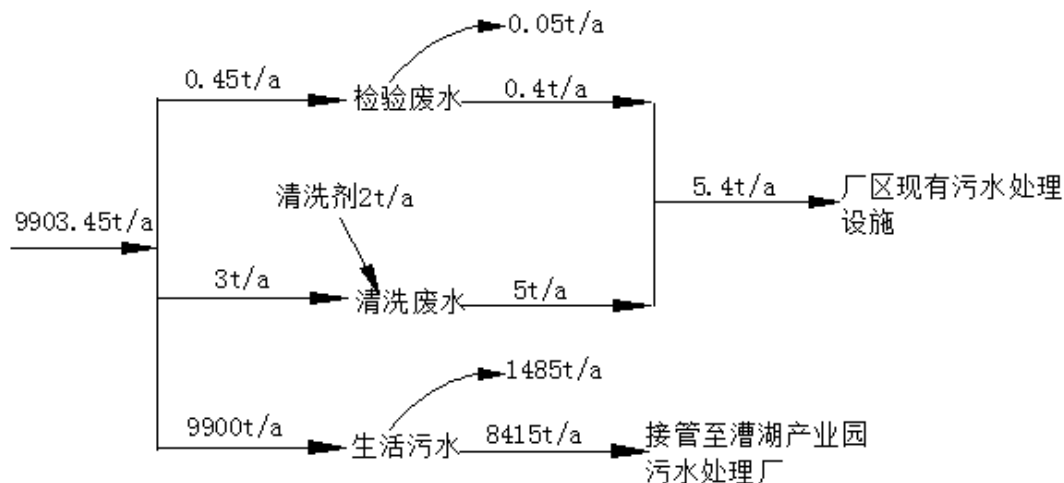 0.05t/a
0.45t/a
检验废水
0.4t/a
清洗剂2t/a
5.4t/a
厂区现有污水处理
设施
9903.45t/a
3t/a
清洗废水
5t/a
1485t/a
9900t/a
生活污水
8415t/a
接管至漕湖产业园
污水处理厂